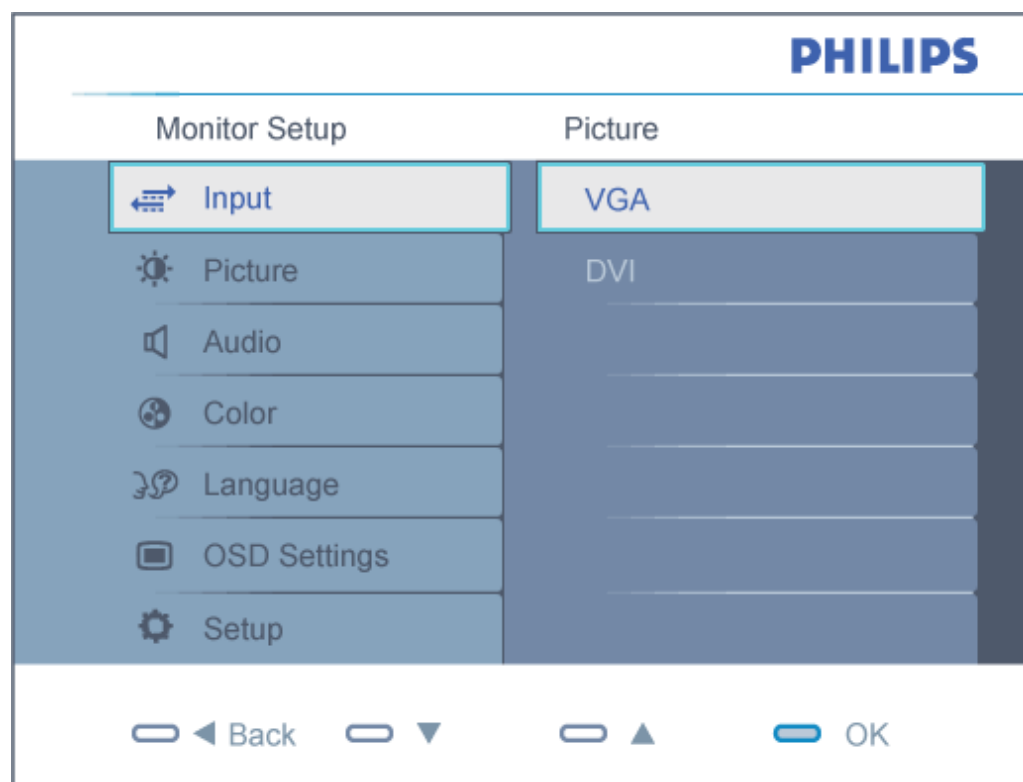 PHILIPS
Monitor Setup Picture
Input VGA
Picture DVI
Audio
Color
Language
OSD Settings
Setup
Back OK